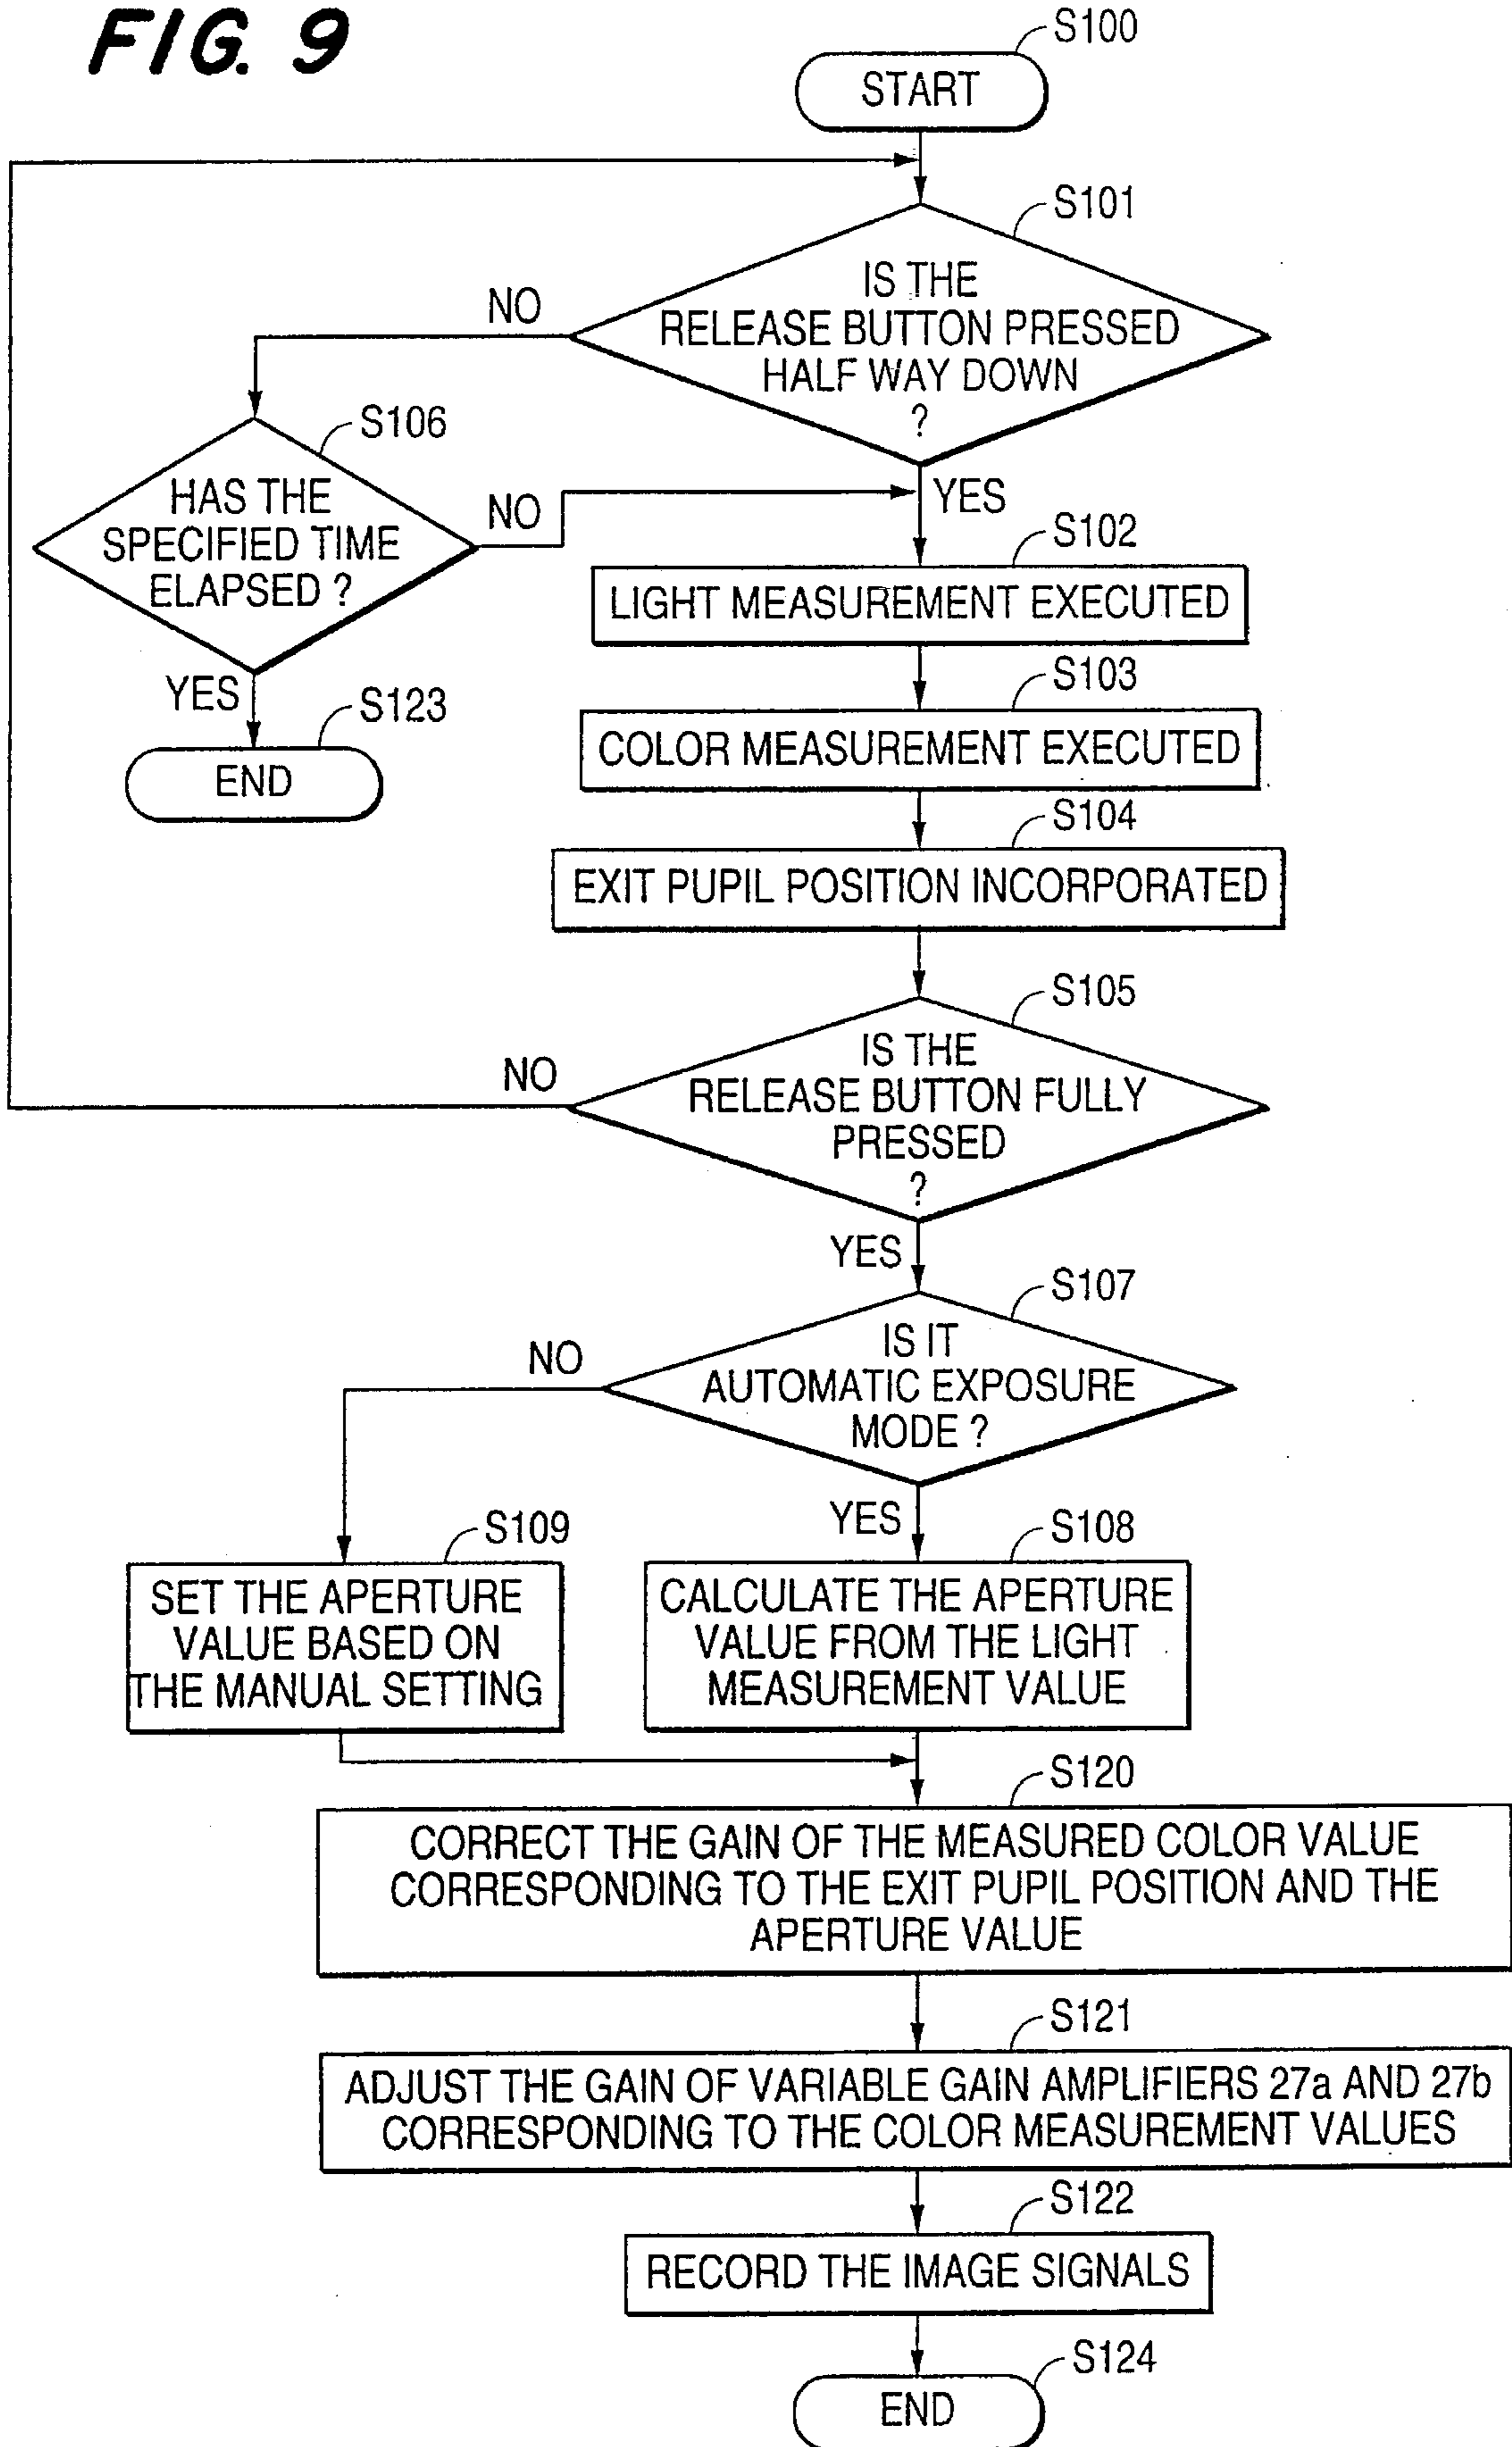 FIG. 9
S100
START
S101
IS THE
RELEASE BUTTON PRESSED
HALF WAY DOWN
?
NO
S106
HAS THE
SPECIFIED TIME
ELAPSED ?
NO
YES
S102
LIGHT MEASUREMENT EXECUTED
YES
S123
END
S103
COLOR MEASUREMENT EXECUTED
S104
EXIT PUPIL POSITION INCORPORATED
S105
IS THE
RELEASE BUTTON FULLY
PRESSED
?
NO
YES
S107
IS IT
AUTOMATIC EXPOSURE
MODE ?
NO
YES
S109
SET THE APERTURE
VALUE BASED ON
THE MANUAL SETTING
S108
CALCULATE THE APERTURE
VALUE FROM THE LIGHT
MEASUREMENT VALUE
S120
CORRECT THE GAIN OF THE MEASURED COLOR VALUE
CORRESPONDING TO THE EXIT PUPIL POSITION AND THE
APERTURE VALUE
S121
ADJUST THE GAIN OF VARIABLE GAIN AMPLIFIERS 27a AND 27b
CORRESPONDING TO THE COLOR MEASUREMENT VALUES
S122
RECORD THE IMAGE SIGNALS
S124
END